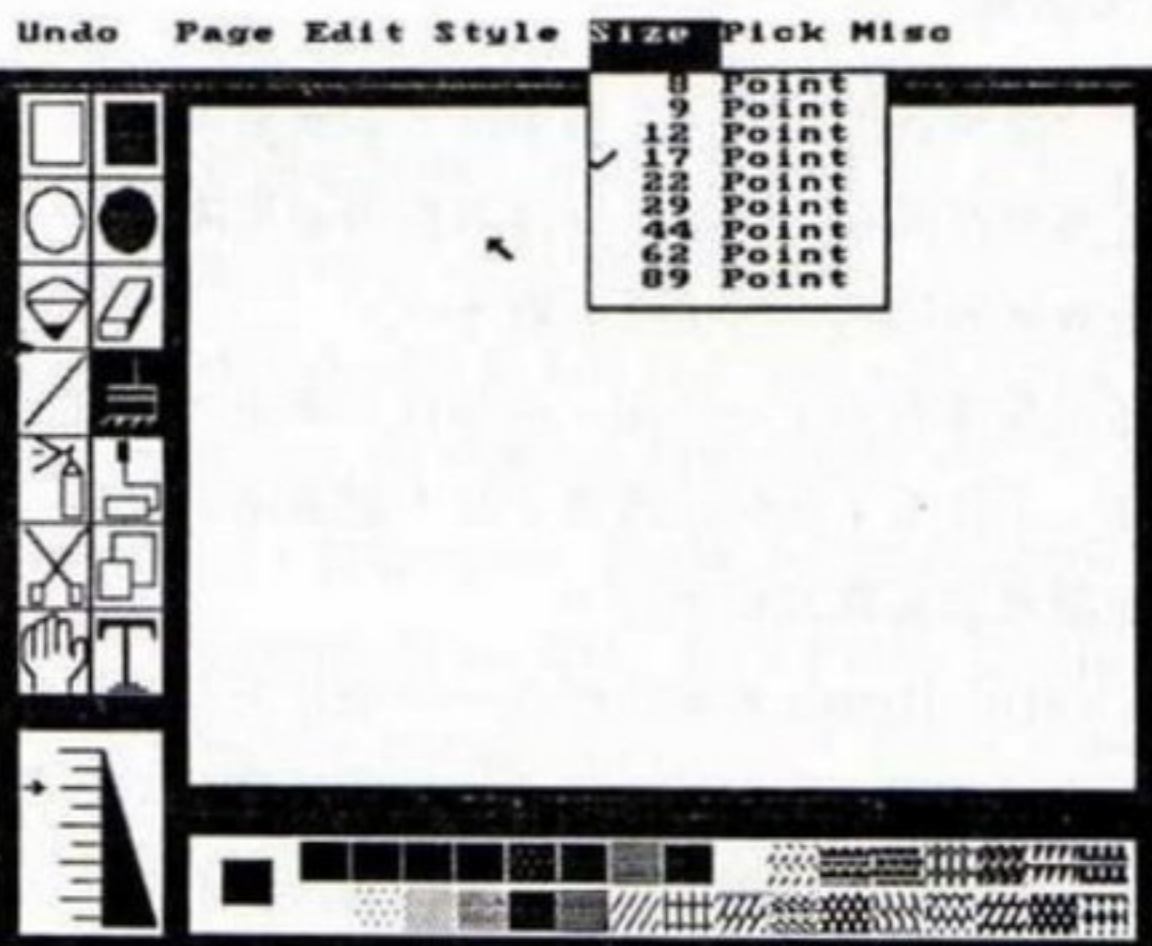 Undo Page Edit Style Size Pick Misc
8 Point
9 Point
12 Point
17 Point
22 Point
29 Point
44 Point
62 Point
89 Point
T